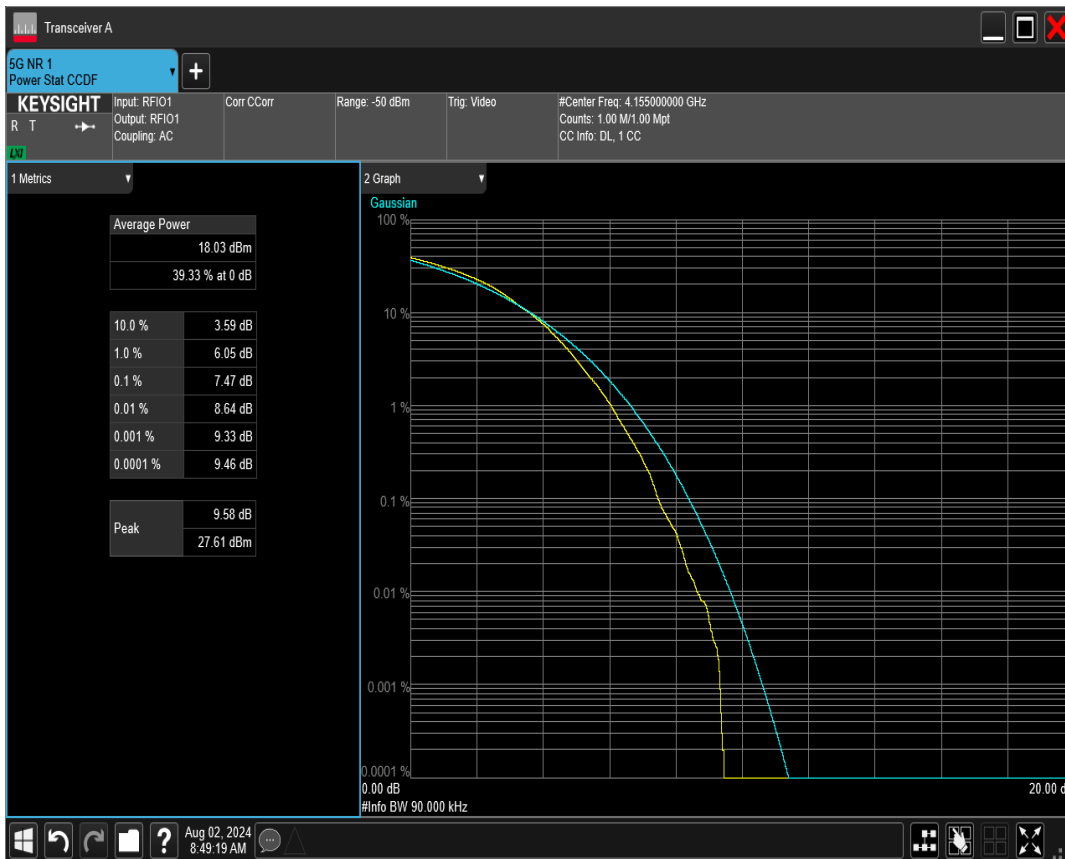 Transceiver A
5G NR 1
Power Stat CCDF
+
KEYSIGHT
R T
LXI
Input: RFIO1
Output: RFIO1
Coupling: AC
Corr CCorr
Range: -50 dBm
Trig: Video
#Center Freq: 4.155000000 GHz
Counts: 1.00 M/1.00 Mpt
CC Info: DL, 1 CC
1 Metrics
Average Power
18.03 dBm
39.33 % at 0 dB
10.0 % 3.59 dB
1.0 % 6.05 dB
0.1 % 7.47 dB
0.01 % 8.64 dB
0.001 % 9.33 dB
0.0001 % 9.46 dB
Peak
9.58 dB
27.61 dBm
2 Graph
Gaussian
100 %
10 %
1 %
0.1 %
0.01 %
0.001 %
0.0001 %
0.00 dB 20.00 d
#Info BW 90.000 kHz
?
Aug 02, 2024
8:49:19 AM